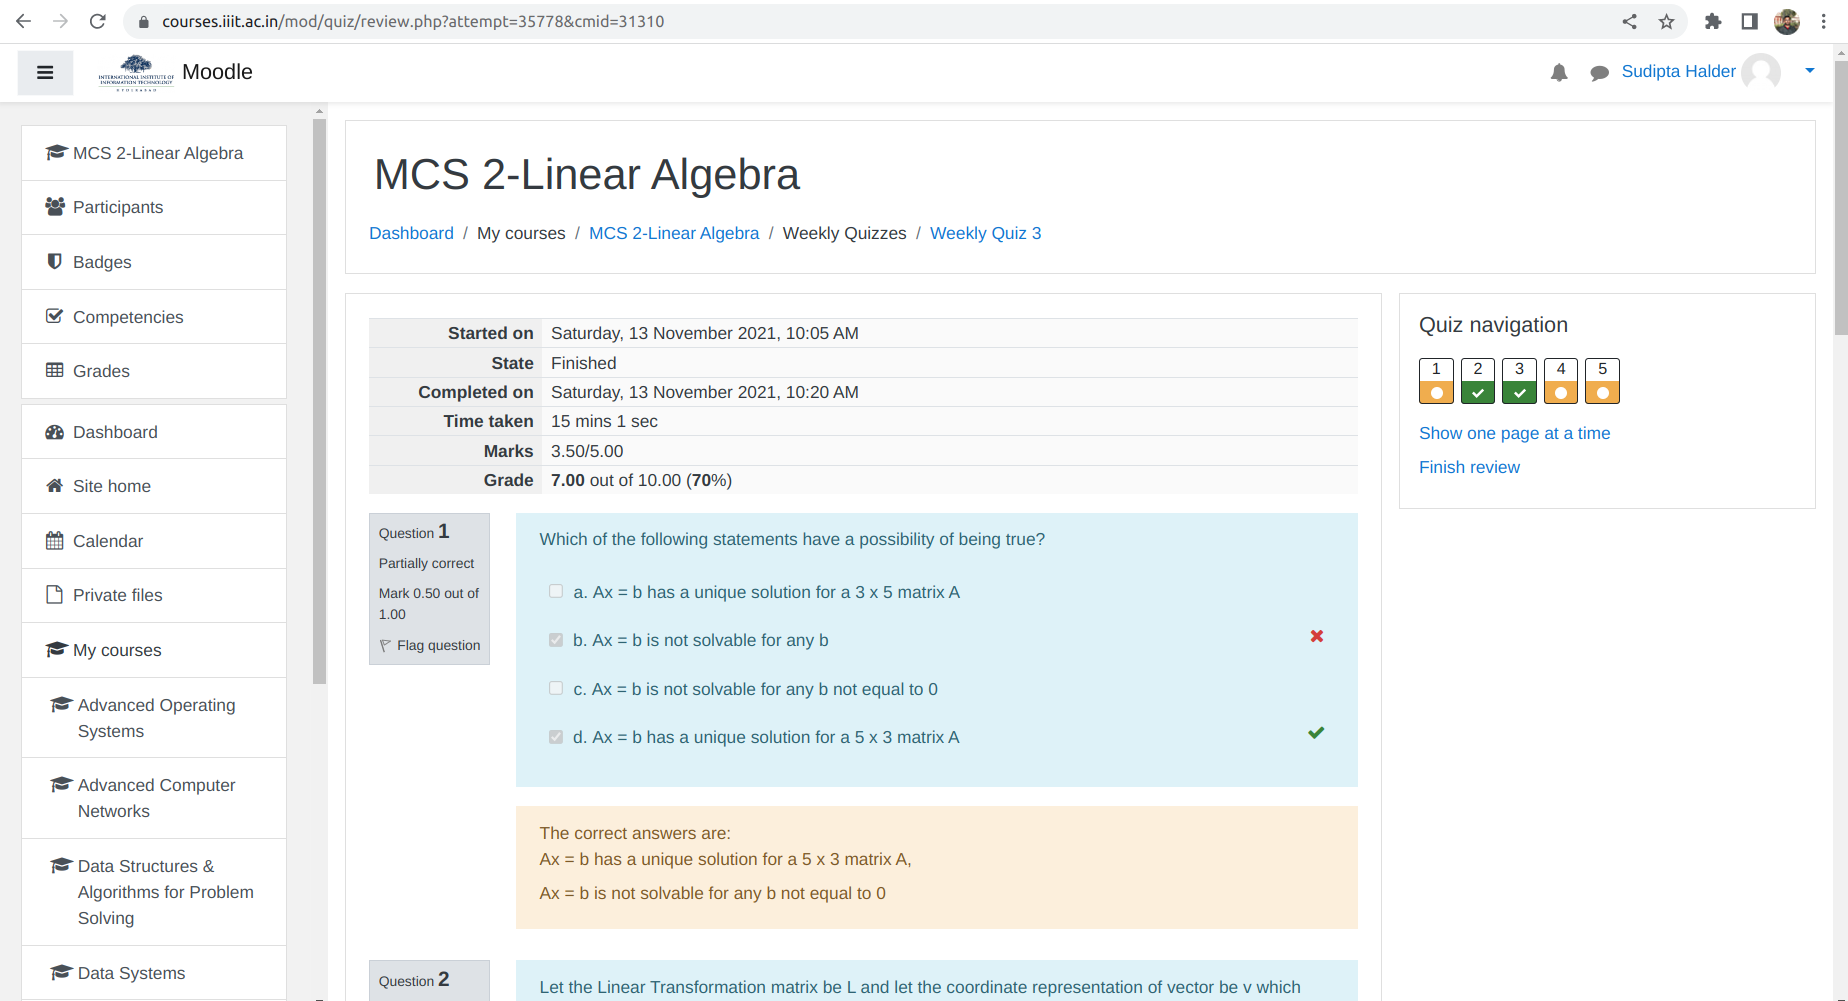 courses.iiit.ac.in/mod/quiz/review.php?attempt=35778&cmid=31310
INTERNATIONAL INSTITUTE OF
INFORMATION TECHNOLOGY
HYDERABAD
Moodle
Sudipta Halder
MCS 2-Linear Algebra
Participants
Badges
Competencies
Grades
Dashboard
Site home
Calendar
Private files
My courses
Advanced Operating
Systems
Advanced Computer
Networks
Data Structures &
Algorithms for Problem
Solving
Data Systems
MCS 2-Linear Algebra
Dashboard / My courses / MCS 2-Linear Algebra / Weekly Quizzes / Weekly Quiz 3
Started on Saturday, 13 November 2021, 10:05 AM
State Finished
Completed on Saturday, 13 November 2021, 10:20 AM
Time taken 15 mins 1 sec
Marks 3.50/5.00
Grade 7.00 out of 10.00 (70%)
Question 1
Partially correct
Mark 0.50 out of
1.00
Flag question
Which of the following statements have a possibility of being true?
a. Ax = b has a unique solution for a 3 x 5 matrix A
b. Ax = b is not solvable for any b
c. Ax = b is not solvable for any b not equal to 0
d. Ax = b has a unique solution for a 5 x 3 matrix A
The correct answers are:
Ax = b has a unique solution for a 5 x 3 matrix A,
Ax = b is not solvable for any b not equal to 0
Question 2
Let the Linear Transformation matrix be L and let the coordinate representation of vector be v which
Quiz navigation
1 2 3 4 5
Show one page at a time
Finish review